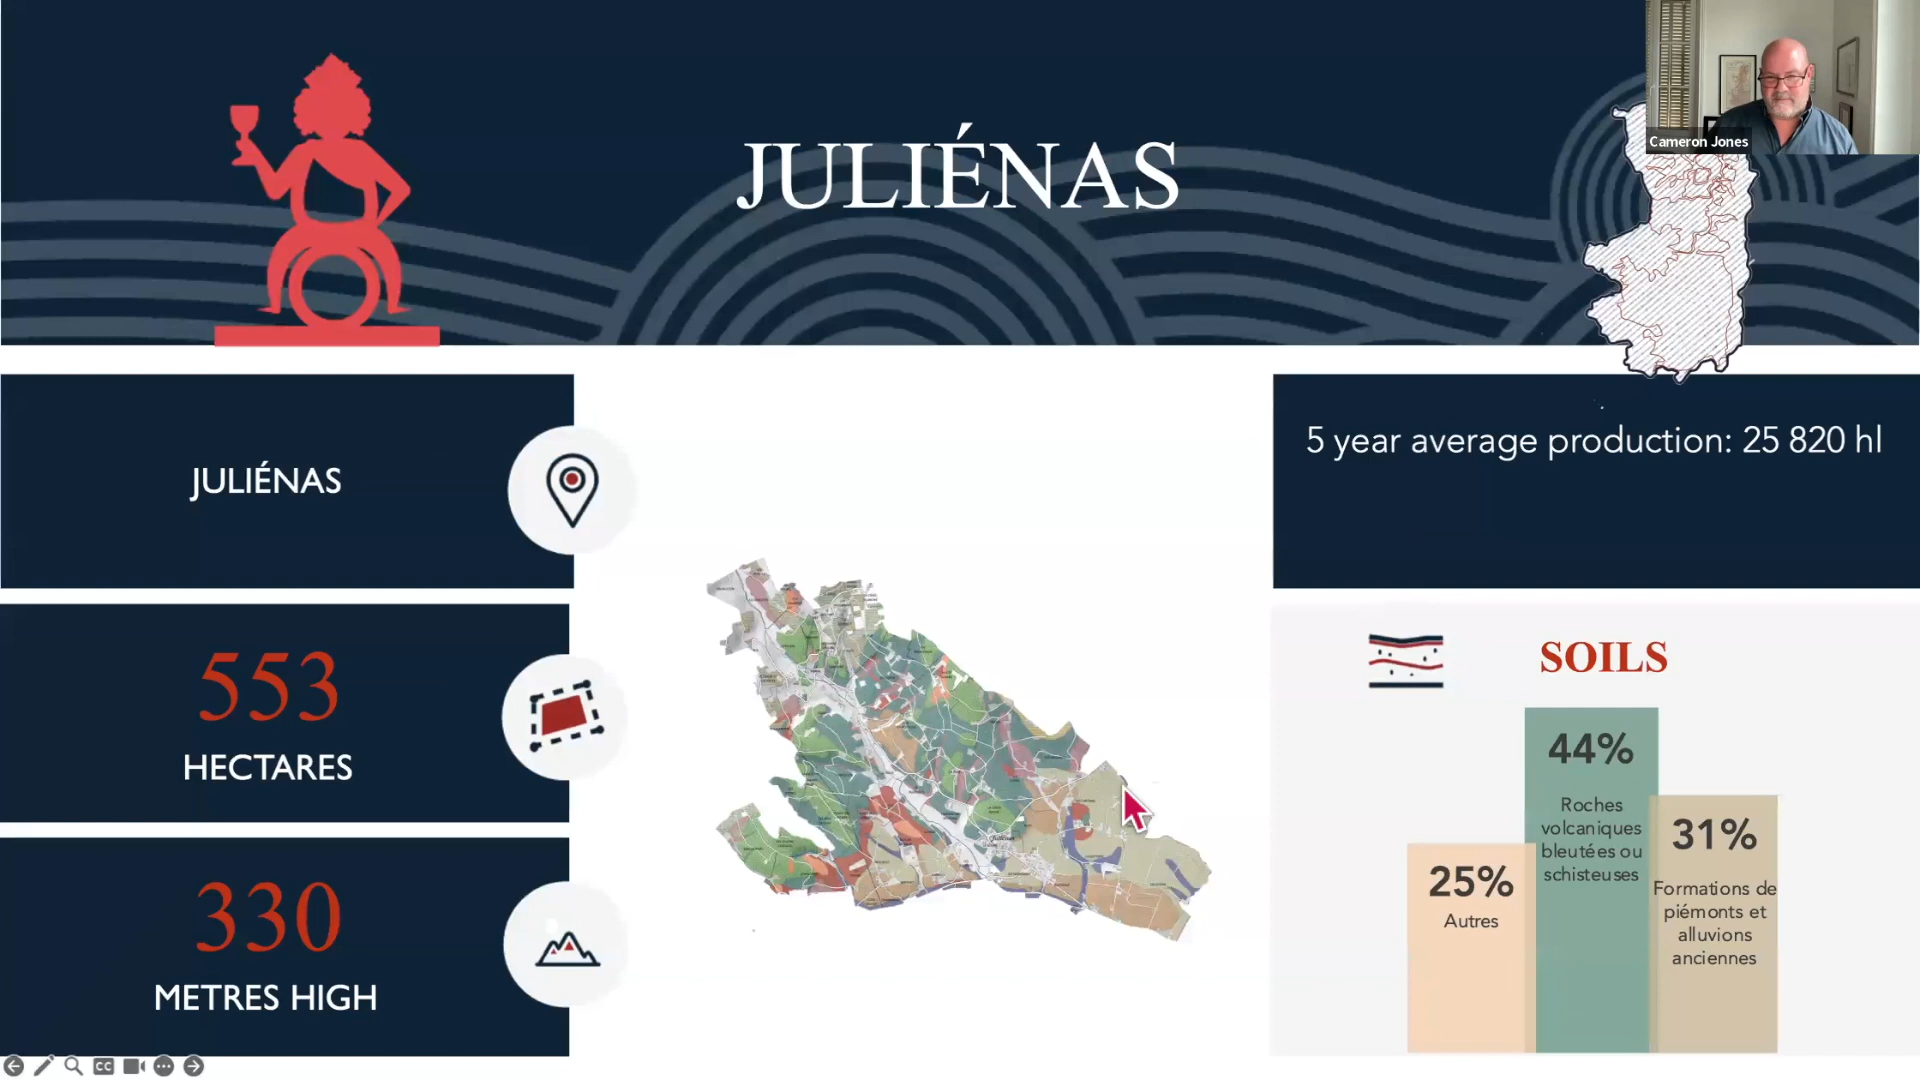 Cameron Jones
JULIÉNAS
JULIÉNAS
553
HECTARES
330
METRES HIGH
5 year average production: 25 820 hl
SOILS
44%
Roches
volcaniques
bleutées ou
schisteuses
31%
Formations de
piémonts et
alluvions
anciennes
25%
Autres
CC